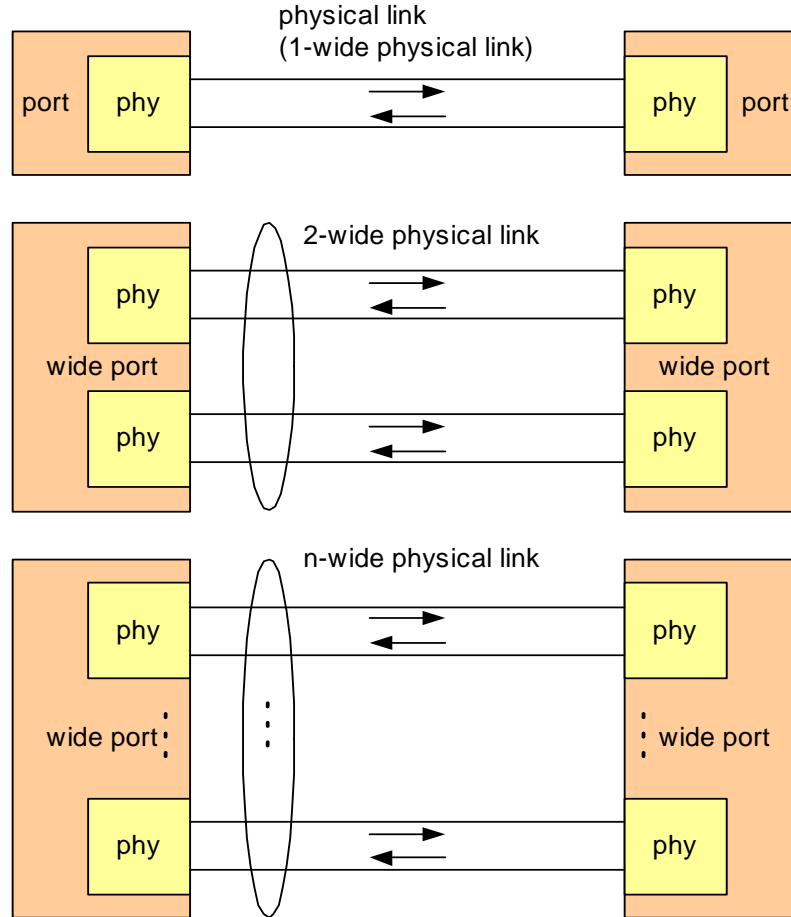 physical link
(1-wide physical link)
port
phy
phy
port
2-wide physical link
phy
phy
wide port
wide port
phy
phy
n-wide physical link
phy
phy
wide port
wide port
phy
phy